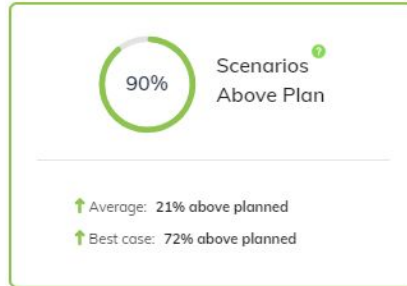 90%
Scenarios ?
Above Plan
Average: 21% above planned
Best case: 72% above planned